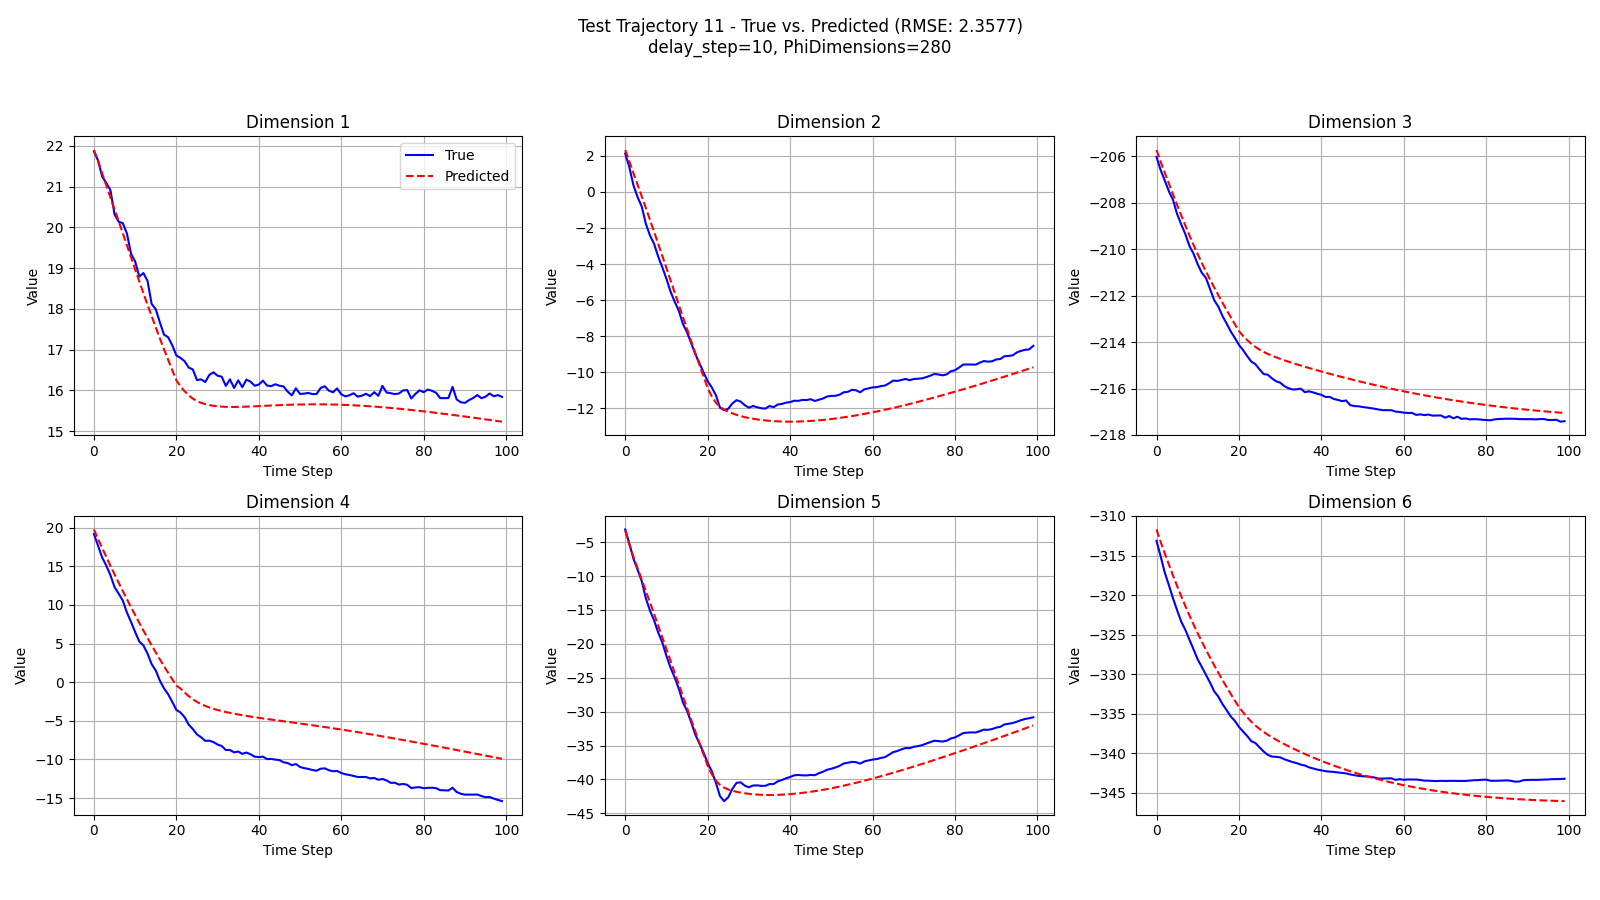 Test Trajectory 11 - True vs. Predicted (RMSE: 2.3577)
delay_step=10, PhiDimensions=280
Dimension 1
22
21
20
19
18
17
16
15
Value
0 20 40 60 80 100
Time Step
True
Predicted
Dimension 2
2
0
−2
−4
−6
−8
−10
−12
Value
0 20 40 60 80 100
Time Step
Dimension 3
−206
−208
−210
−212
−214
−216
−218
Value
0 20 40 60 80 100
Time Step
Dimension 4
20
15
10
5
0
−5
−10
−15
Value
0 20 40 60 80 100
Time Step
Dimension 5
−5
−10
−15
−20
−25
−30
−35
−40
−45
Value
0 20 40 60 80 100
Time Step
Dimension 6
−310
−315
−320
−325
−330
−335
−340
−345
Value
0 20 40 60 80 100
Time Step